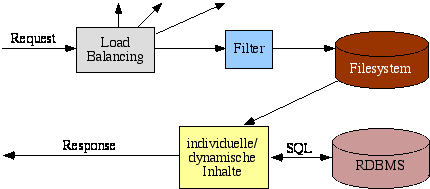 Request
Load
Balancing
Filter
Filesystem
Response
individuelle/
dynamische
Inhalte
SQL
RDBMS